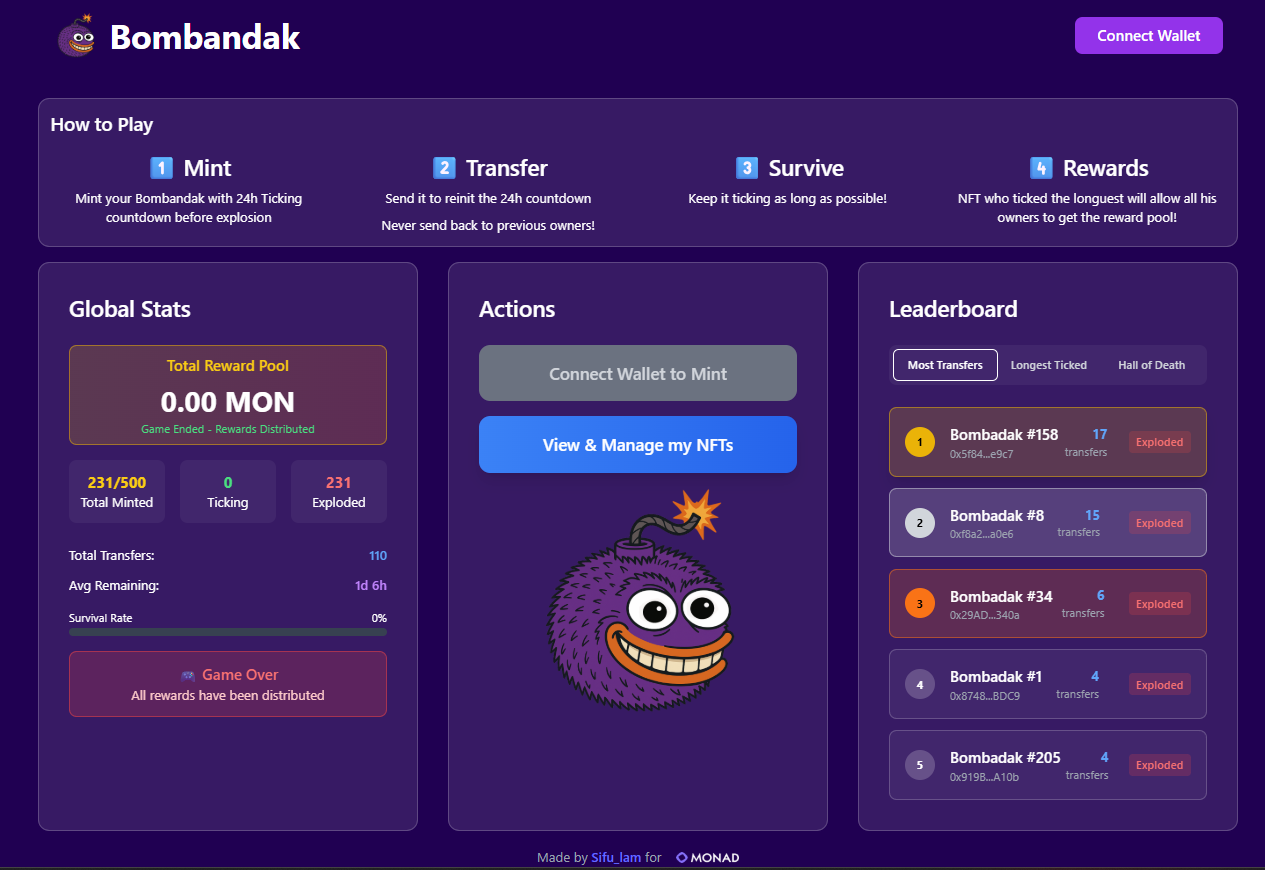 Bombandak
Connect Wallet
How to Play
1 Mint
Mint your Bombandak with 24h Ticking
countdown before explosion
2 Transfer
Send it to reinit the 24h countdown
Never send back to previous owners!
3 Survive
Keep it ticking as long as possible!
4 Rewards
NFT who ticked the longuest will allow all his
owners to get the reward pool!
Global Stats
Total Reward Pool
0.00 MON
Game Ended - Rewards Distributed
231/500
Total Minted
0
Ticking
231
Exploded
Total Transfers: 110
Avg Remaining: 1d 6h
Survival Rate 0%
Game Over
All rewards have been distributed
Actions
Connect Wallet to Mint
View & Manage my NFTs
Leaderboard
Most Transfers Longest Ticked Hall of Death
1 Bombadak #158 17 Exploded
0x5f84...e9c7 transfers
2 Bombadak #8 15 Exploded
0xf8a2...a0e6 transfers
3 Bombadak #34 6 Exploded
0x29AD...340a transfers
4 Bombadak #1 4 Exploded
0x8748...BDC9 transfers
5 Bombadak #205 4 Exploded
0x919B...A10b transfers
Made by Sifu_lam for MONAD